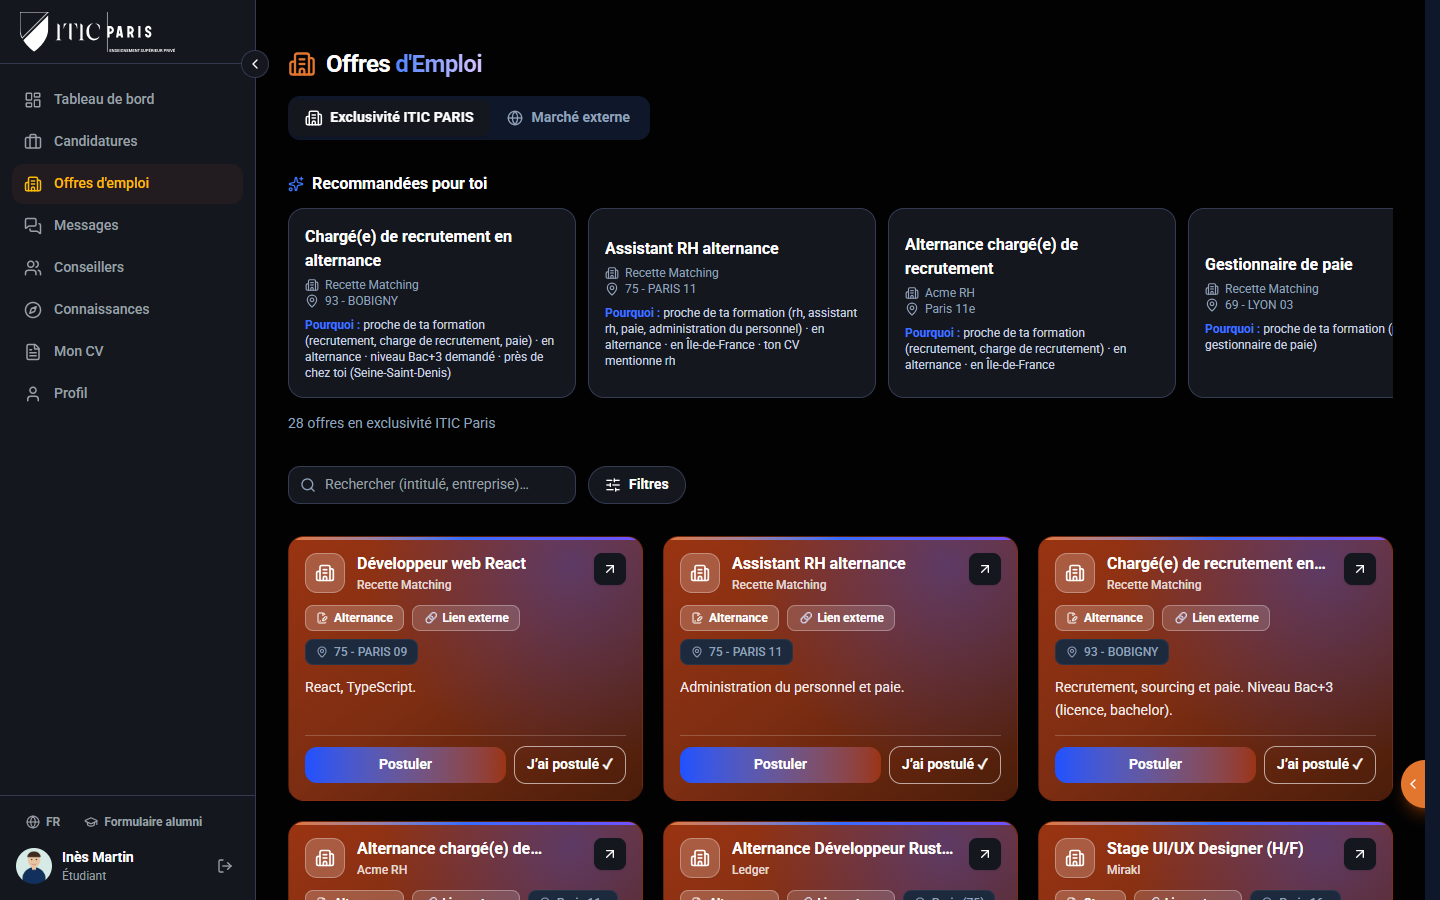 ITIC PARIS
ENSEIGNEMENT SUPÉRIEUR PRIVÉ
Tableau de bord
Candidatures
Offres d'emploi
Messages
Conseillers
Connaissances
Mon CV
Profil
FR
Formulaire alumni
Inès Martin
Étudiant
Offres d'Emploi
Exclusivité ITIC PARIS
Marché externe
Recommandées pour toi
Chargé(e) de recrutement en
alternance
Recette Matching
93 - BOBIGNY
Pourquoi : proche de ta formation
(recrutement, charge de recrutement, paie) · en
alternance · niveau Bac+3 demandé · près de
chez toi (Seine-Saint-Denis)
Assistant RH alternance
Recette Matching
75 - PARIS 11
Pourquoi : proche de ta formation (rh, assistant
rh, paie, administration du personnel) · en
alternance · en Île-de-France · ton CV
mentionne rh
Alternance chargé(e) de
recrutement
Acme RH
Paris 11e
Pourquoi : proche de ta formation
(recrutement, charge de recrutement) · en
alternance · en Île-de-France
Gestionnaire de paie
Recette Matching
69 - LYON 03
Pourquoi : proche de ta formation (
gestionnaire de paie)
28 offres en exclusivité ITIC Paris
Rechercher (intitulé, entreprise)...
Filtres
Développeur web React
Recette Matching
Alternance
Lien externe
75 - PARIS 09
React, TypeScript.
Postuler
J'ai postulé ✓
Assistant RH alternance
Recette Matching
Alternance
Lien externe
75 - PARIS 11
Administration du personnel et paie.
Postuler
J'ai postulé ✓
Chargé(e) de recrutement en...
Recette Matching
Alternance
Lien externe
93 - BOBIGNY
Recrutement, sourcing et paie. Niveau Bac+3
(licence, bachelor).
Postuler
J'ai postulé ✓
Alternance chargé(e) de...
Acme RH
Alternance Développeur Rust...
Ledger
Stage UI/UX Designer (H/F)
Mirakl